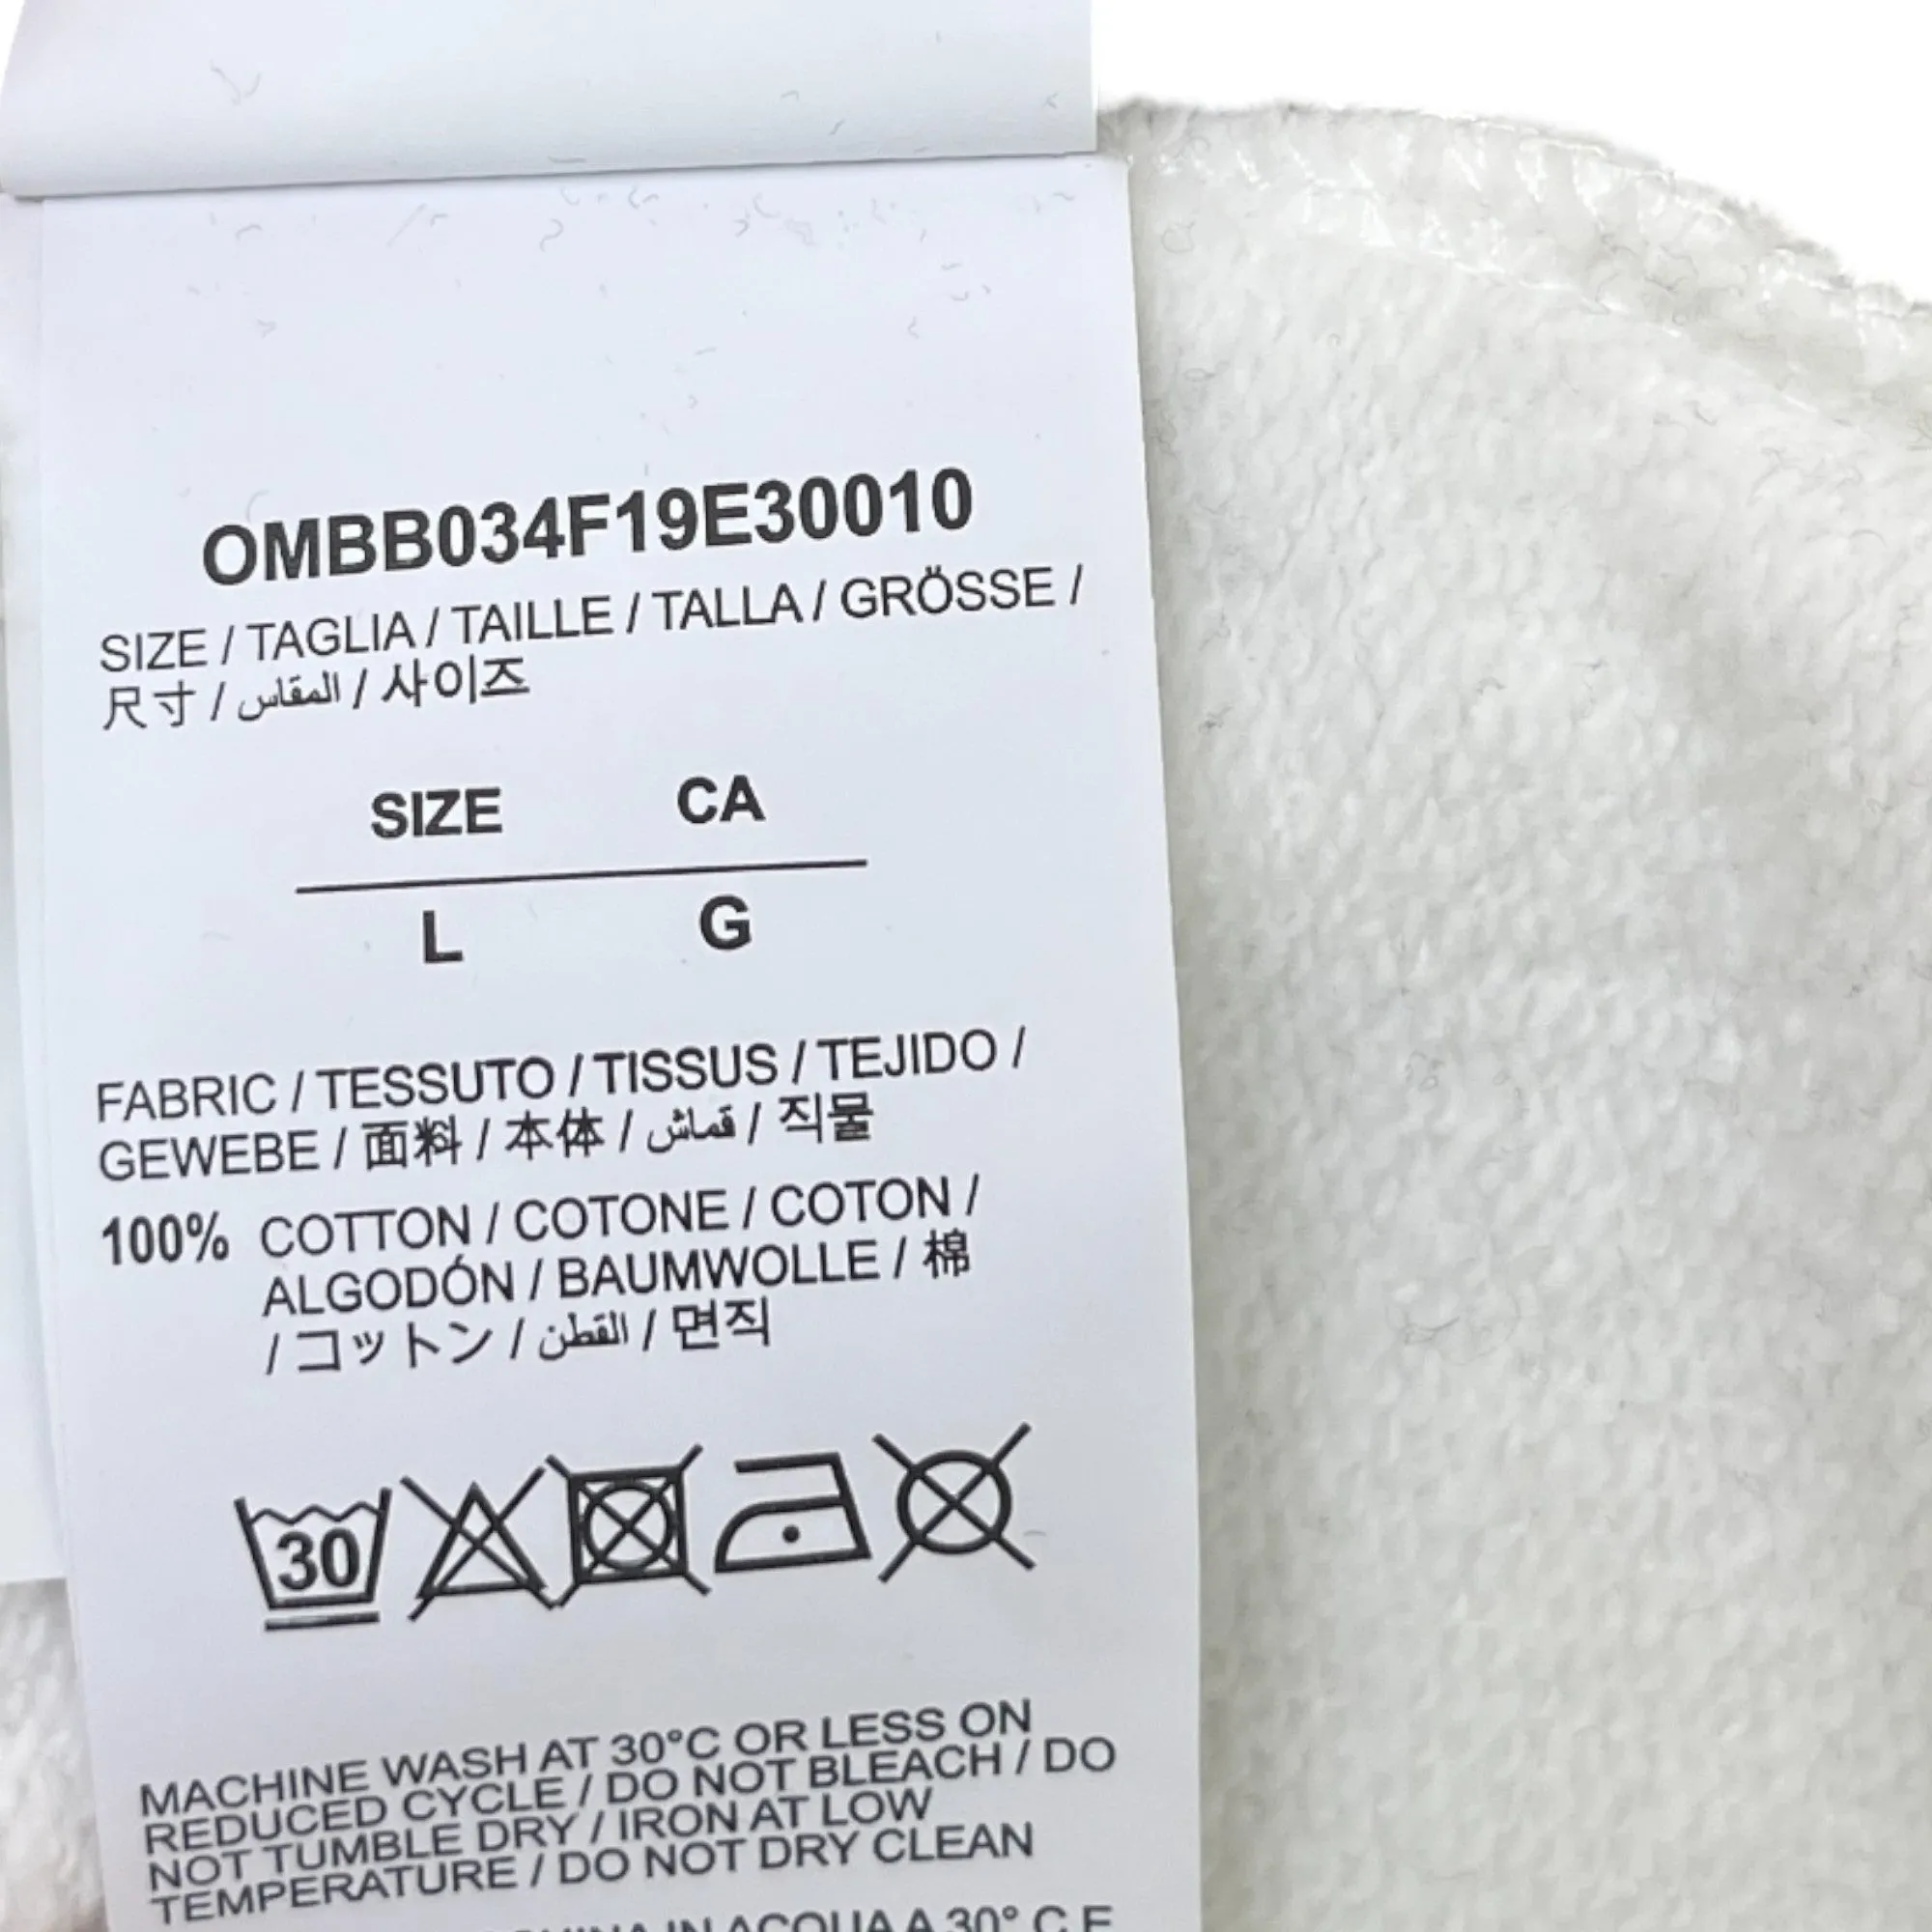 OMBB034F19E30010
SIZE / TAGLIA / TAILLE / TALLA / GRÖSSE /
尺寸 / المقاس / 사이즈
SIZE CA
L G
FABRIC / TESSUTO / TISSUS / TEJIDO /
GEWEBE / 面料 / 本体 / قماش / 직물
100% COTTON / COTONE / COTON /
ALGODÓN / BAUMWOLLE / 棉
/ コットン / القطن / 면직
30
MACHINE WASH AT 30°C OR LESS ON
REDUCED CYCLE / DO NOT BLEACH / DO
NOT TUMBLE DRY / IRON AT LOW
TEMPERATURE / DO NOT DRY CLEAN
IN ACQUA A 30° C E